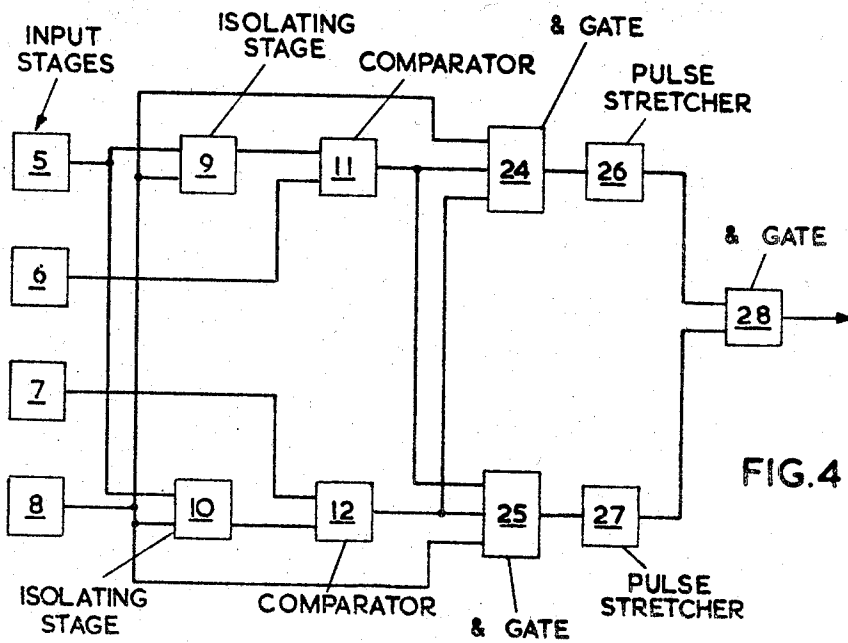 INPUT
STAGES
ISOLATING
STAGE
COMPARATOR
& GATE
PULSE
STRETCHER
5
9
11
24
26
6
& GATE
28
7
8
10
12
25
27
FIG.4
ISOLATING
STAGE
COMPARATOR
& GATE
PULSE
STRETCHER